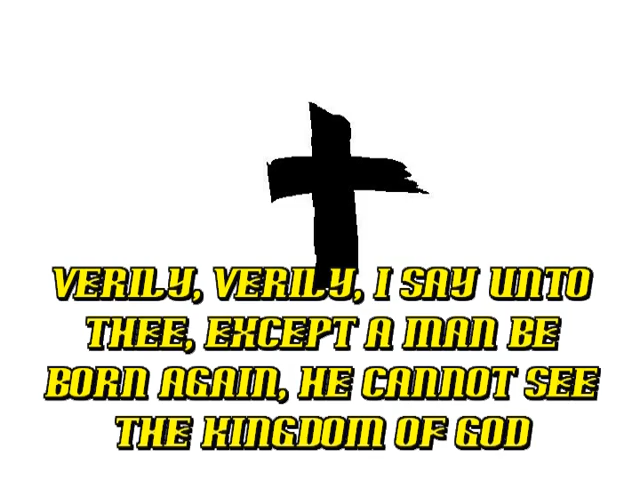 VERILY, VERILY, I SAY UNTO
THEE, EXCEPT A MAN BE
BORN AGAIN, HE CANNOT SEE
THE KINGDOM OF GOD